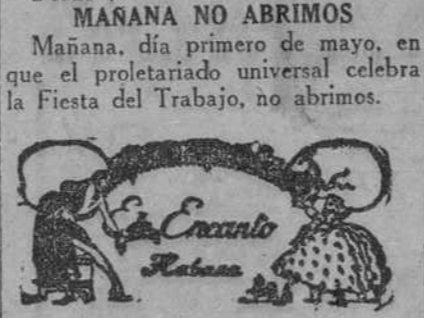 MAÑANA NO ABRIMOS
Mañana, día primero de mayo, en
que el proletariado universal celebra
la Fiesta del Trabajo, no abrimos.
El Encanto
Habana